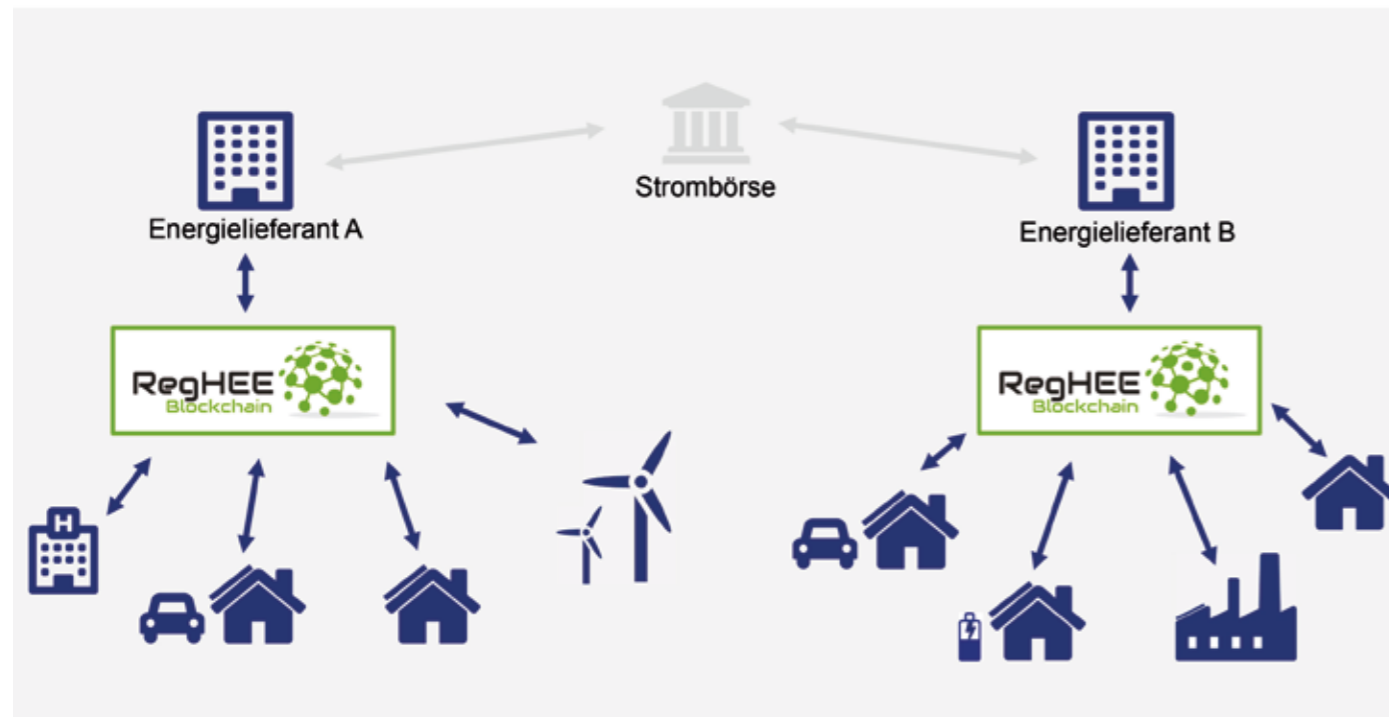 Strombörse
Energielieferant A
Energielieferant B
RegHEE
Blockchain
RegHEE
Blockchain
H